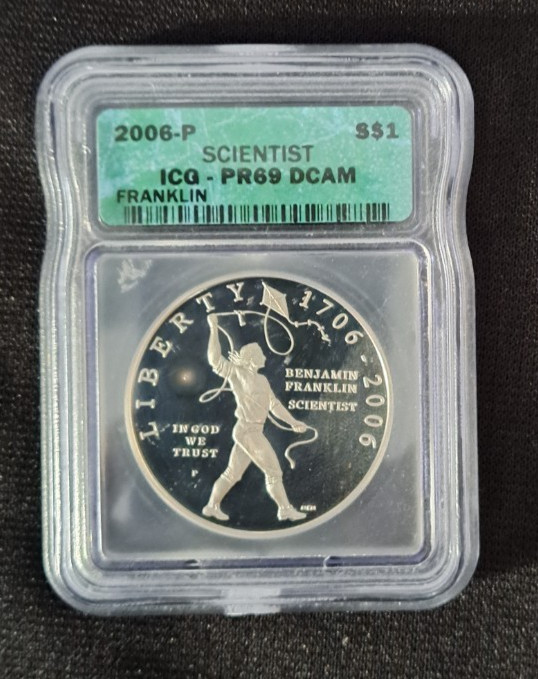 2006-P S$1
SCIENTIST
ICG - PR69 DCAM
FRANKLIN
LIBERTY 1706-2006
BENJAMIN
FRANKLIN
SCIENTIST
IN GOD
WE
TRUST
P